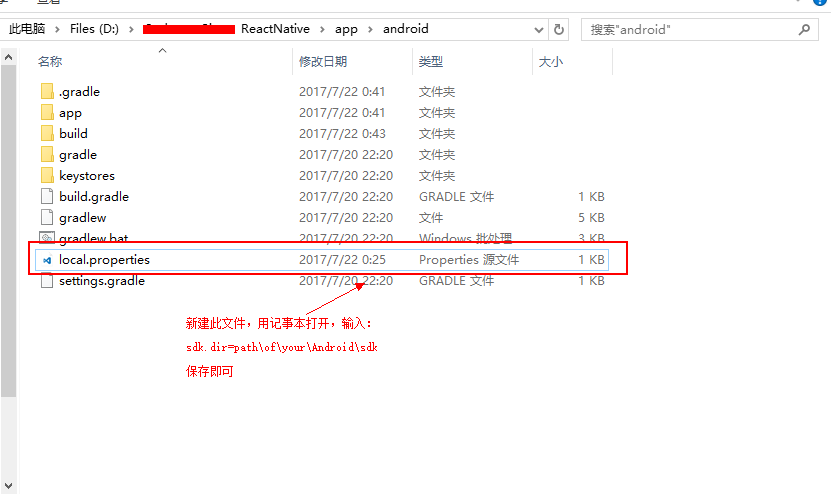 查看
此电脑 > Files (D:) > ReactNative > app > android
搜索"android"
名称 修改日期 类型 大小
.gradle 2017/7/22 0:41 文件夹
app 2017/7/22 0:41 文件夹
build 2017/7/22 0:43 文件夹
gradle 2017/7/20 22:20 文件夹
keystores 2017/7/20 22:20 文件夹
build.gradle 2017/7/20 22:20 GRADLE 文件 1 KB
gradlew 2017/7/20 22:20 文件 5 KB
gradlew.bat 2017/7/20 22:20 Windows 批处理 3 KB
local.properties 2017/7/22 0:25 Properties 源文件 1 KB
settings.gradle 2017/7/20 22:20 GRADLE 文件 1 KB
新建此文件，用记事本打开，输入：
sdk.dir=path\of\your\Android\sdk
保存即可